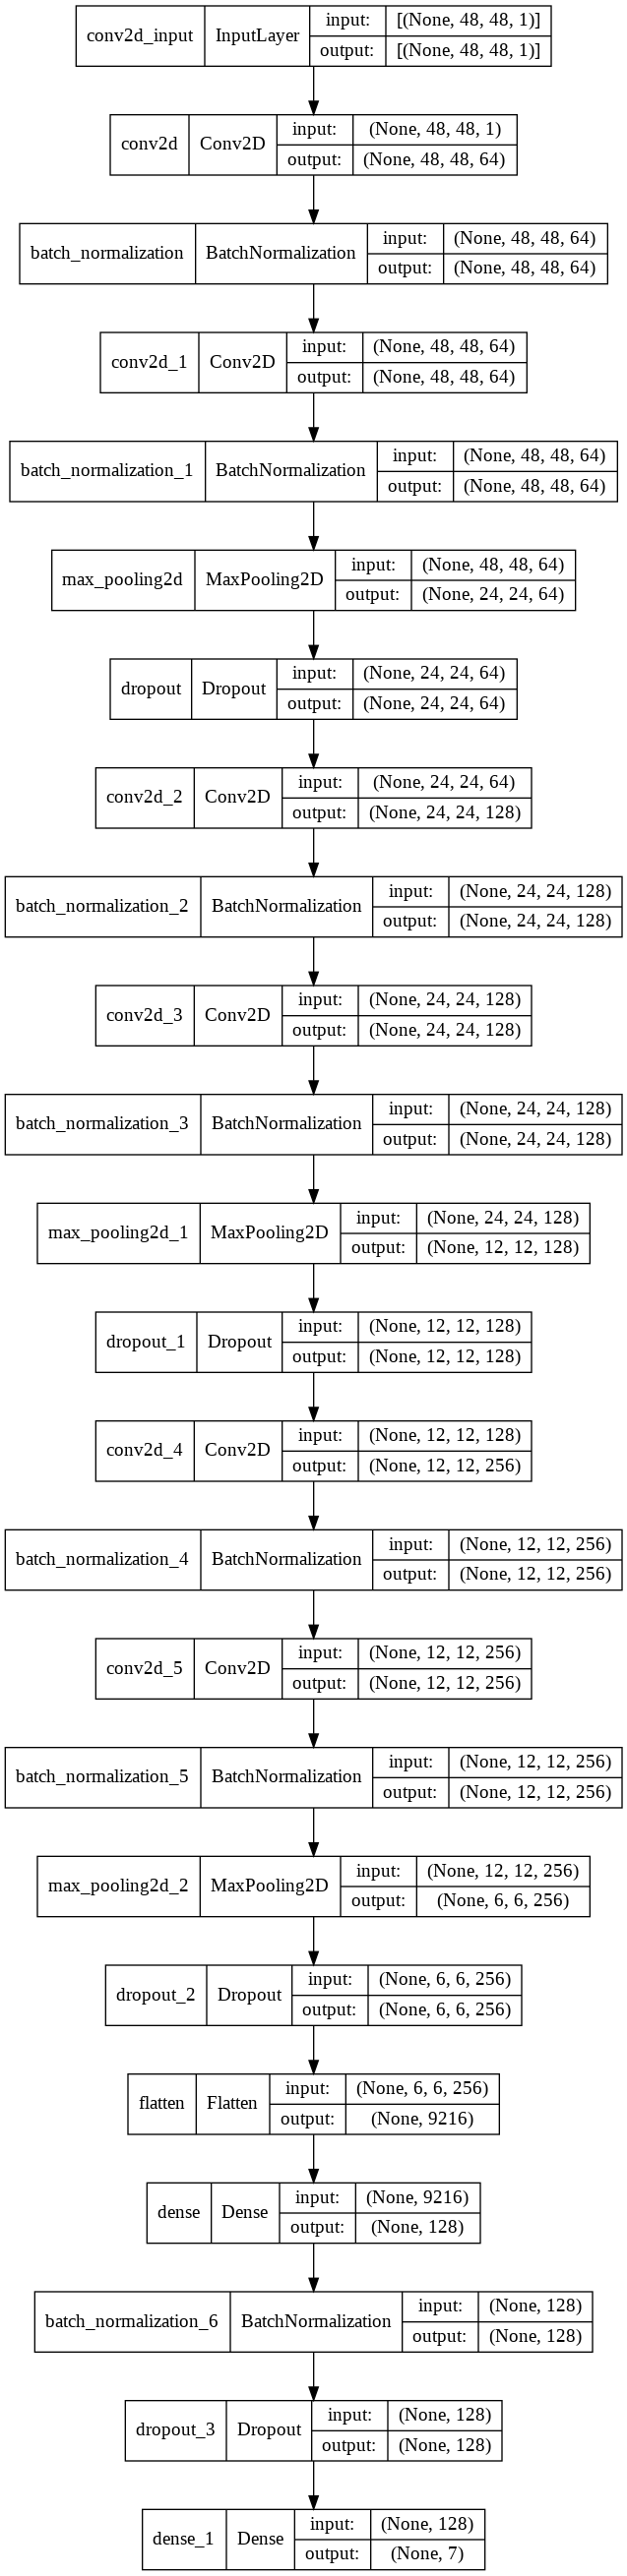 conv2d_input InputLayer input: [(None, 48, 48, 1)]
output: [(None, 48, 48, 1)]
conv2d Conv2D input: (None, 48, 48, 1)
output: (None, 48, 48, 64)
batch_normalization BatchNormalization input: (None, 48, 48, 64)
output: (None, 48, 48, 64)
conv2d_1 Conv2D input: (None, 48, 48, 64)
output: (None, 48, 48, 64)
batch_normalization_1 BatchNormalization input: (None, 48, 48, 64)
output: (None, 48, 48, 64)
max_pooling2d MaxPooling2D input: (None, 48, 48, 64)
output: (None, 24, 24, 64)
dropout Dropout input: (None, 24, 24, 64)
output: (None, 24, 24, 64)
conv2d_2 Conv2D input: (None, 24, 24, 64)
output: (None, 24, 24, 128)
batch_normalization_2 BatchNormalization input: (None, 24, 24, 128)
output: (None, 24, 24, 128)
conv2d_3 Conv2D input: (None, 24, 24, 128)
output: (None, 24, 24, 128)
batch_normalization_3 BatchNormalization input: (None, 24, 24, 128)
output: (None, 24, 24, 128)
max_pooling2d_1 MaxPooling2D input: (None, 24, 24, 128)
output: (None, 12, 12, 128)
dropout_1 Dropout input: (None, 12, 12, 128)
output: (None, 12, 12, 128)
conv2d_4 Conv2D input: (None, 12, 12, 128)
output: (None, 12, 12, 256)
batch_normalization_4 BatchNormalization input: (None, 12, 12, 256)
output: (None, 12, 12, 256)
conv2d_5 Conv2D input: (None, 12, 12, 256)
output: (None, 12, 12, 256)
batch_normalization_5 BatchNormalization input: (None, 12, 12, 256)
output: (None, 12, 12, 256)
max_pooling2d_2 MaxPooling2D input: (None, 12, 12, 256)
output: (None, 6, 6, 256)
dropout_2 Dropout input: (None, 6, 6, 256)
output: (None, 6, 6, 256)
flatten Flatten input: (None, 6, 6, 256)
output: (None, 9216)
dense Dense input: (None, 9216)
output: (None, 128)
batch_normalization_6 BatchNormalization input: (None, 128)
output: (None, 128)
dropout_3 Dropout input: (None, 128)
output: (None, 128)
dense_1 Dense input: (None, 128)
output: (None, 7)